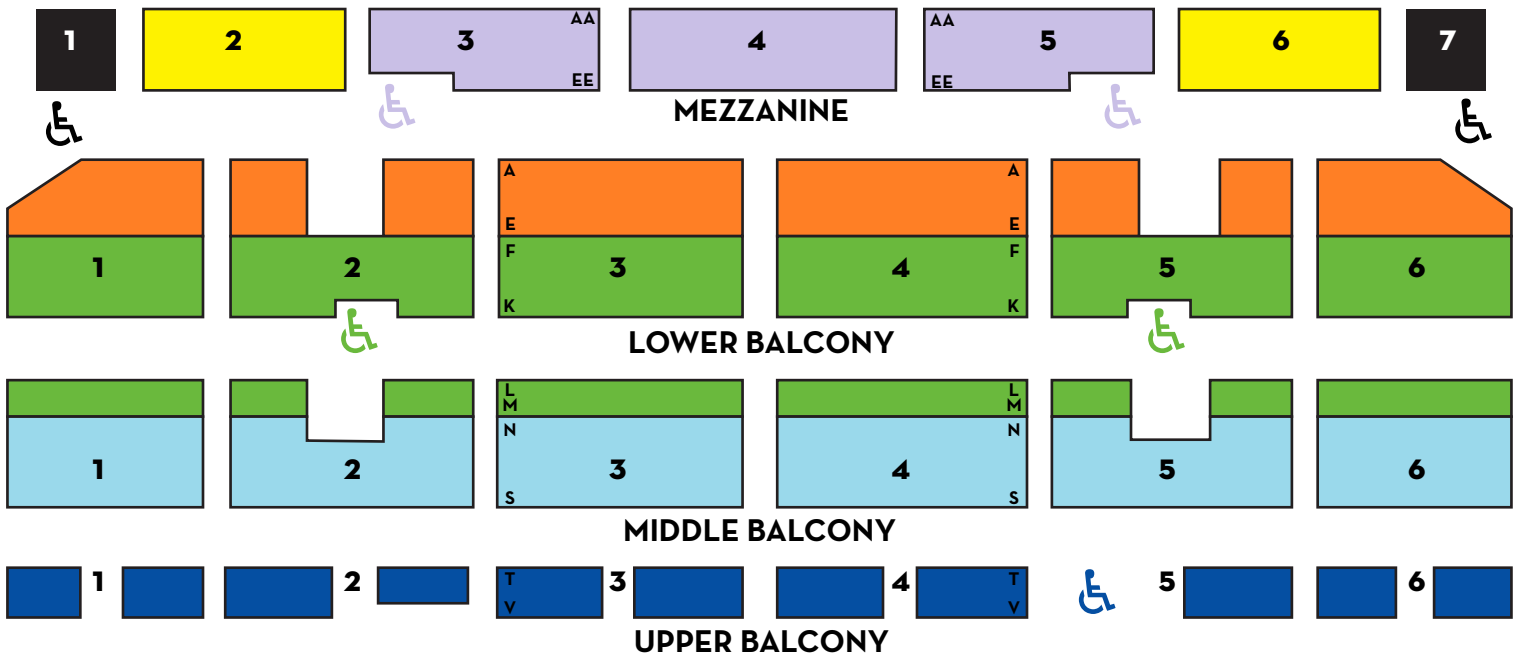 AA AA
1 2 3 4 5 6 7
EE EE
MEZZANINE
A A
E E
F F
1 2 3 4 5 6
K K
LOWER BALCONY
L L
M M
N N
1 2 3 4 5 6
S S
MIDDLE BALCONY
T T
1 2 3 4 5 6
V V
UPPER BALCONY